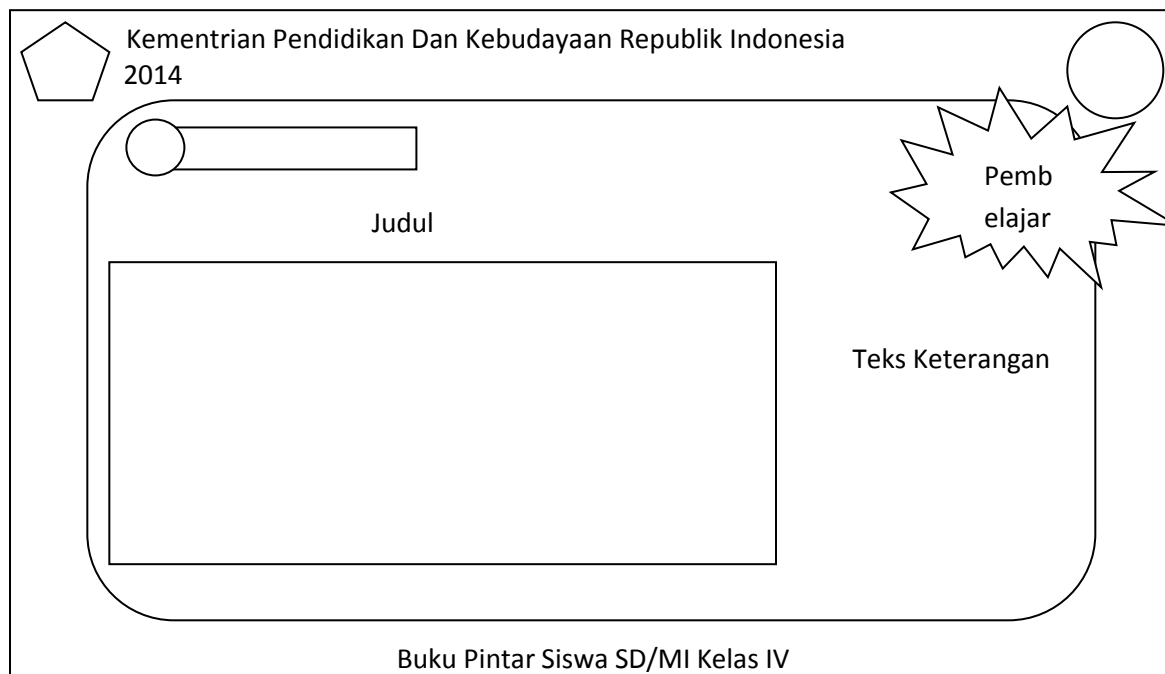 Kementrian Pendidikan Dan Kebudayaan Republik Indonesia
2014
Pemb
elajar
Judul
Teks Keterangan
Buku Pintar Siswa SD/MI Kelas IV